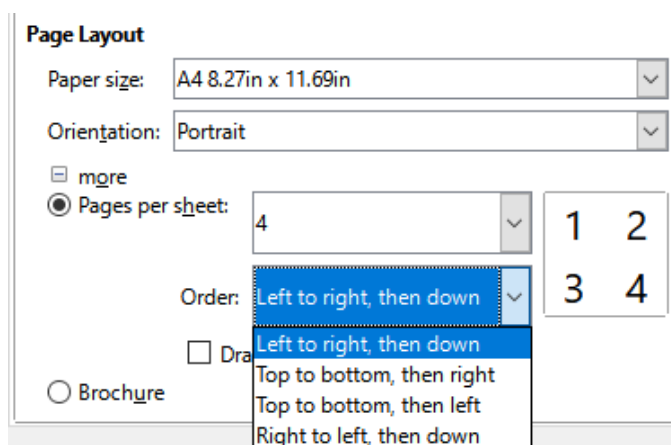 Page Layout
Paper size: A4 8.27in x 11.69in
Orientation: Portrait
more
Pages per sheet: 4
1 2
3 4
Order: Left to right, then down
Left to right, then down
Dra
Top to bottom, then right
Top to bottom, then left
Brochure
Right to left, then down